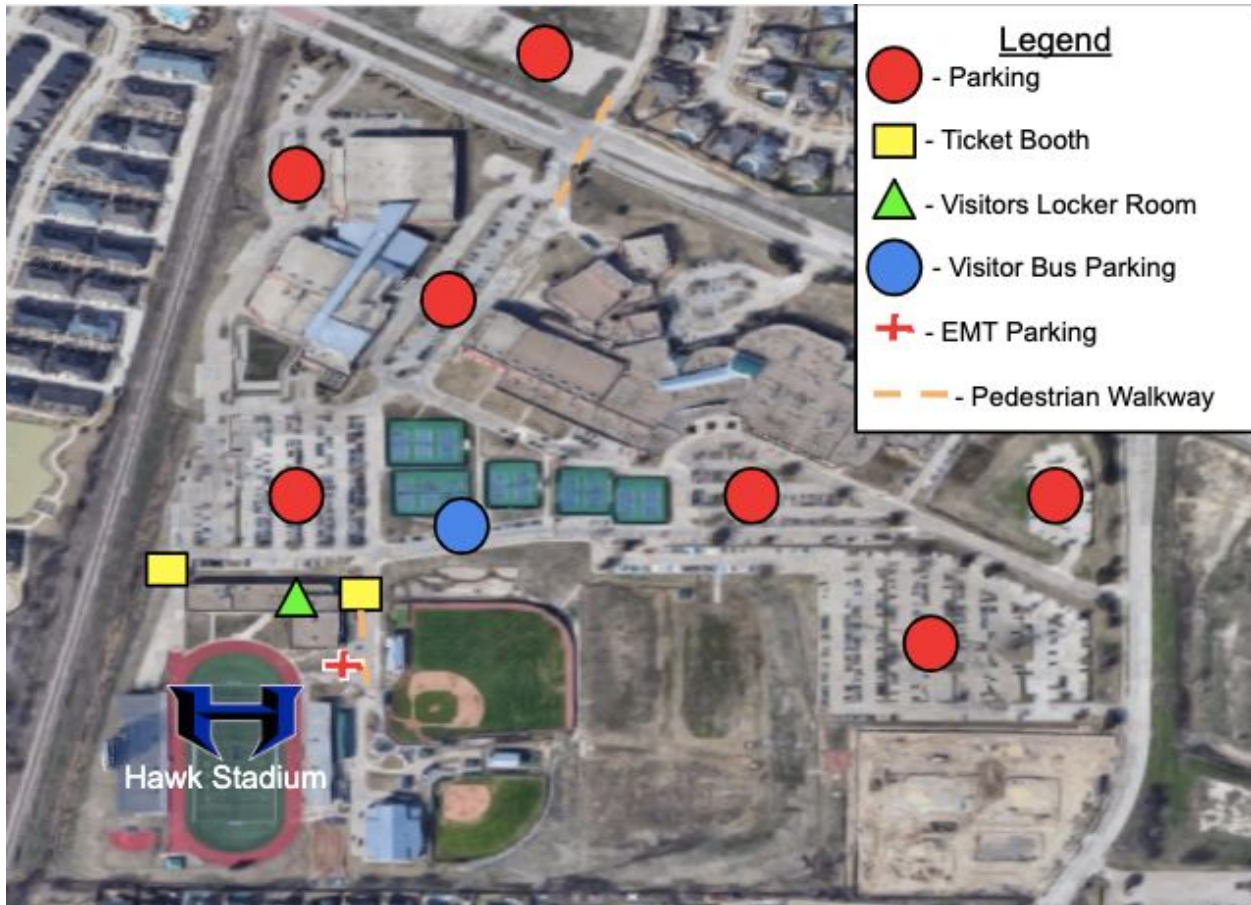 Legend
- Parking
- Ticket Booth
- Visitors Locker Room
- Visitor Bus Parking
- EMT Parking
- Pedestrian Walkway
H
Hawk Stadium